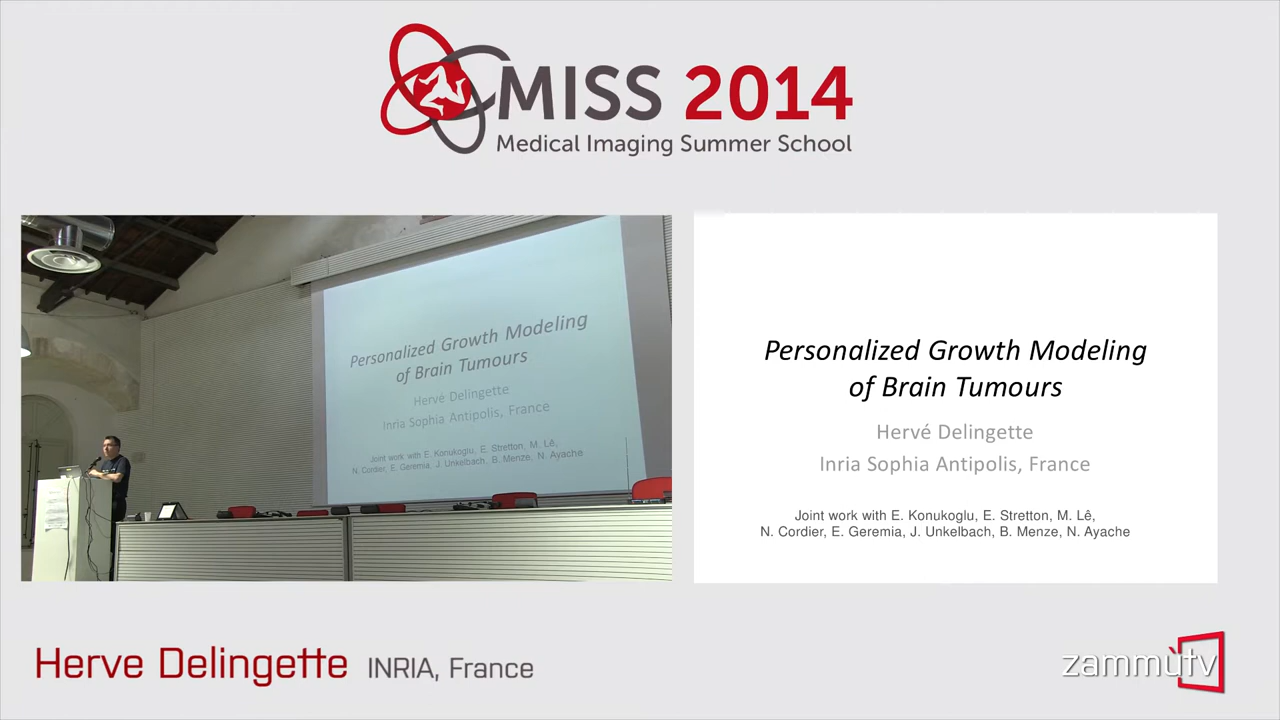 MISS 2014
Medical Imaging Summer School
Personalized Growth Modeling
of Brain Tumours
Hervé Delingette
Inria Sophia Antipolis, France
Joint work with E. Konukoglu, E. Stretton, M. Lê,
N. Cordier, E. Geremia, J. Unkelbach, B. Menze, N. Ayache
Personalized Growth Modeling
of Brain Tumours
Hervé Delingette
Inria Sophia Antipolis, France
Joint work with E. Konukoglu, E. Stretton, M. Lê,
N. Cordier, E. Geremia, J. Unkelbach, B. Menze, N. Ayache
Herve Delingette INRIA, France
zammùtv